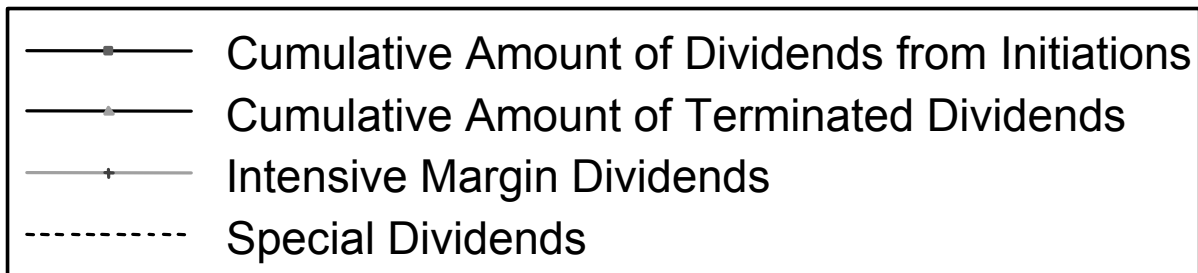 Cumulative Amount of Dividends from Initiations
Cumulative Amount of Terminated Dividends
Intensive Margin Dividends
Special Dividends